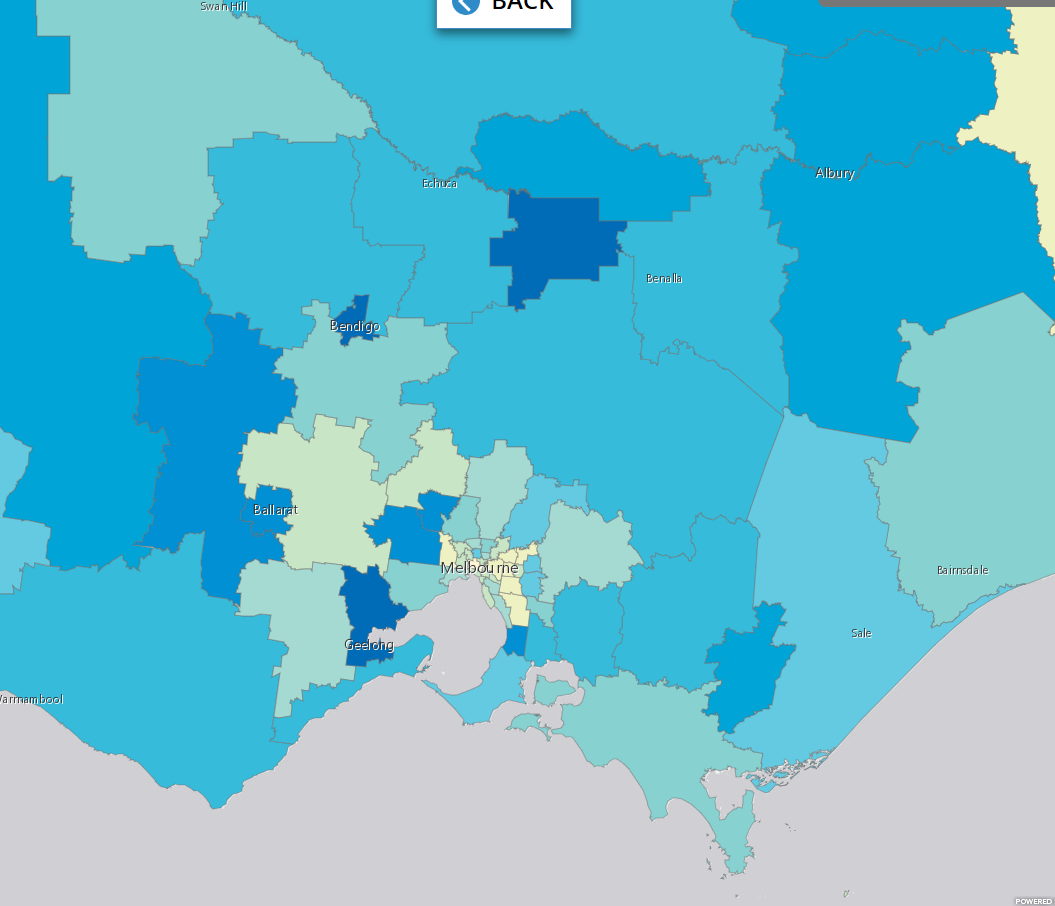 Swan Hill
BACK
Albury
Echuca
Benalla
Bendigo
Ballarat
Melbourne
Bairnsdale
Sale
Geelong
Warrnambool
POWERED